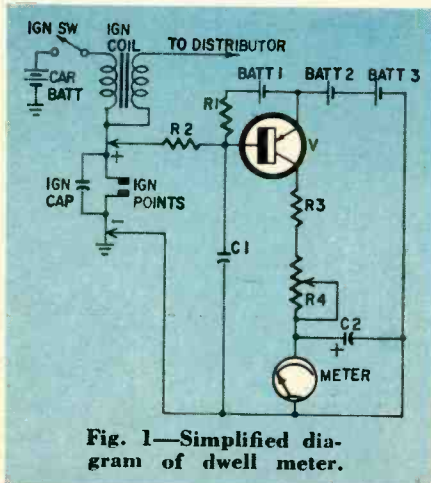 IGN SW
IGN
COIL
TO DISTRIBUTOR
CAR
BATT
BATT 1
BATT 2
BATT 3
R1
R2
V
+
IGN
CAP
IGN
POINTS
-
C1
R3
R4
C2
+
METER
Fig. 1—Simplified dia-
gram of dwell meter.